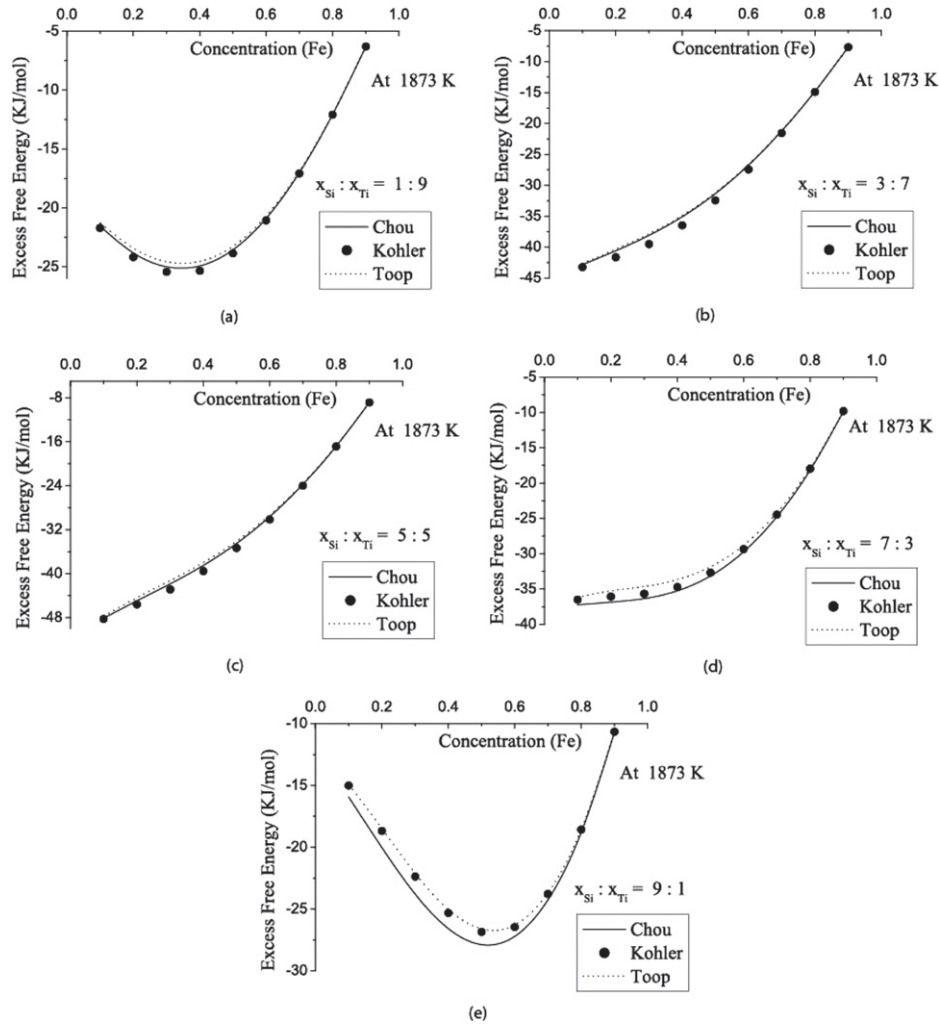 0.0 0.2 0.4 0.6 0.8 1.0
-5
-10
-15
-20
-25
Excess Free Energy (KJ/mol)
Concentration (Fe)
At 1873 K
xSi : xTi = 1 : 9
Chou
Kohler
Toop
(a)
0.0 0.2 0.4 0.6 0.8 1.0
-5
-10
-15
-20
-25
-30
-35
-40
-45
Excess Free Energy (KJ/mol)
Concentration (Fe)
At 1873 K
xSi : xTi = 3 : 7
Chou
Kohler
Toop
(b)
0.0 0.2 0.4 0.6 0.8 1.0
-8
-16
-24
-32
-40
-48
Excess Free Energy (KJ/mol)
Concentration (Fe)
At 1873 K
xSi : xTi = 5 : 5
Chou
Kohler
Toop
(c)
0.0 0.2 0.4 0.6 0.8 1.0
-5
-10
-15
-20
-25
-30
-35
-40
Excess Free Energy (KJ/mol)
Concentration (Fe)
At 1873 K
xSi : xTi = 7 : 3
Chou
Kohler
Toop
(d)
0.0 0.2 0.4 0.6 0.8 1.0
-10
-15
-20
-25
-30
Excess Free Energy (KJ/mol)
Concentration (Fe)
At 1873 K
xSi : xTi = 9 : 1
Chou
Kohler
Toop
(e)